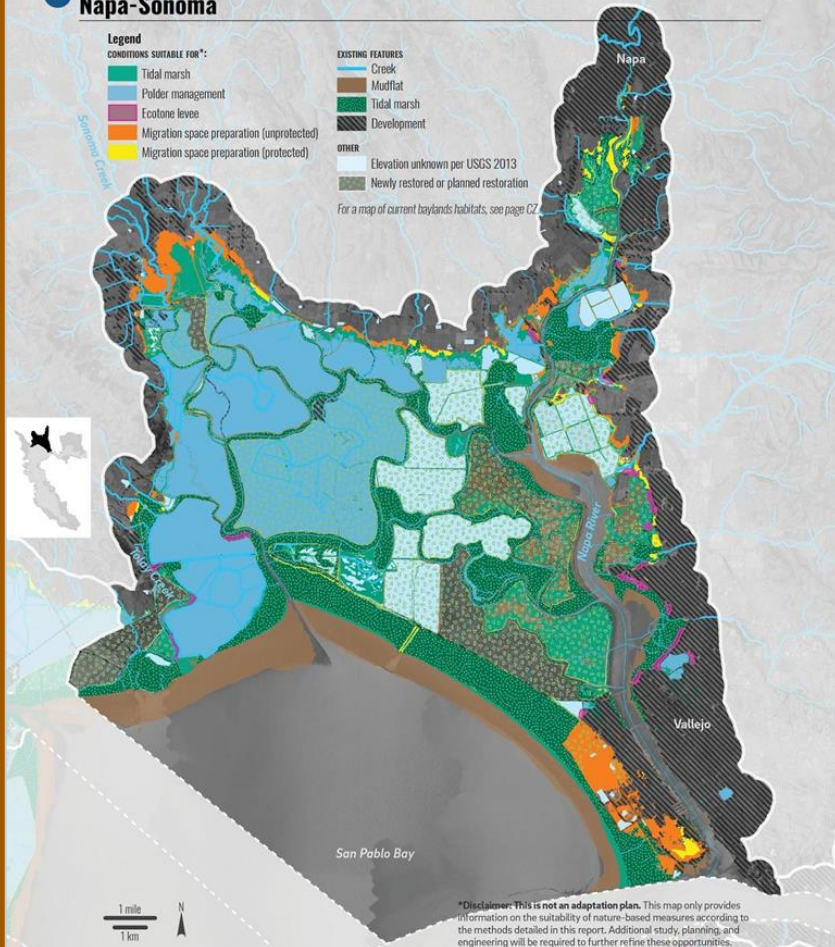 Napa-Sonoma
Legend
CONDITIONS SUITABLE FOR*:
Tidal marsh
Polder management
Ecotone levee
Migration space preparation (unprotected)
Migration space preparation (protected)
EXISTING FEATURES
Creek
Mudflat
Tidal marsh
Development
OTHER
Elevation unknown per USGS 2013
Newly restored or planned restoration
For a map of current baylands habitats, see page CZ.
Napa
Sonoma Creek
Tolay Creek
Napa River
Vallejo
San Pablo Bay
1 mile
1 km
N
*Disclaimer: This is not an adaptation plan. This map only provides
information on the suitability of nature-based measures according to
the methods detailed in this report. Additional study, planning, and
engineering will be required to further refine these opportunities.